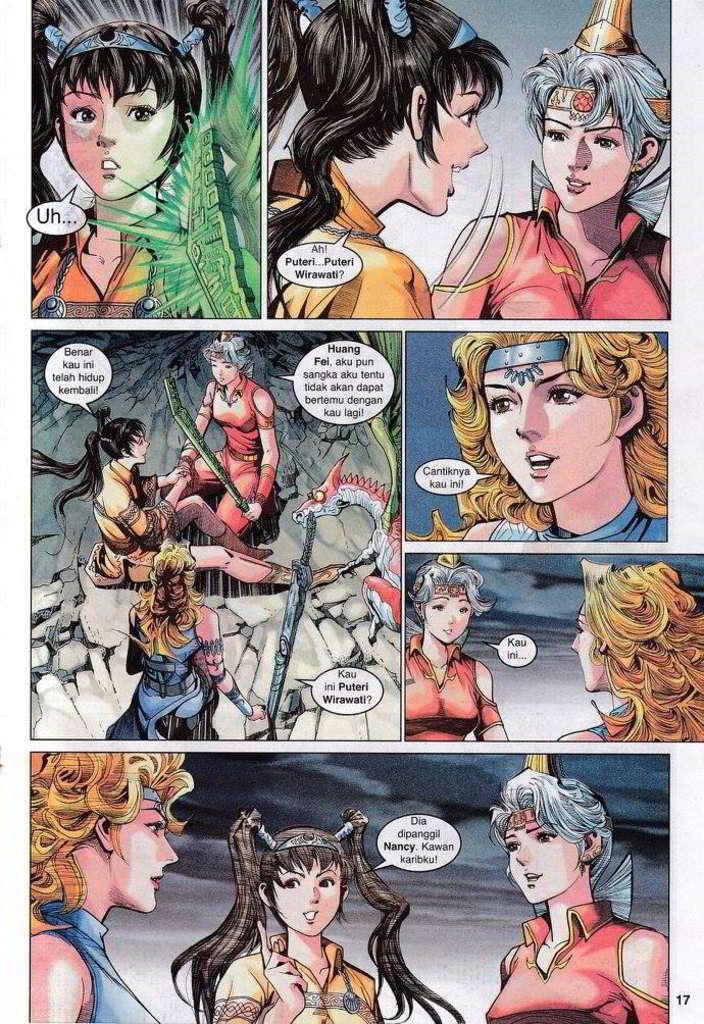 Uh...
Ah!
Puteri...Puteri
Wirawati?
Benar
kau ini
telah hidup
kembali!
Huang
Fei, aku pun
sangka aku tentu
tidak akan dapat
bertemu dengan
kau lagi!
Kau
ini Puteri
Wirawati?
Cantiknya
kau ini!
Kau
ini...
Dia
dipanggil
Nancy. Kawan
karibku!
17